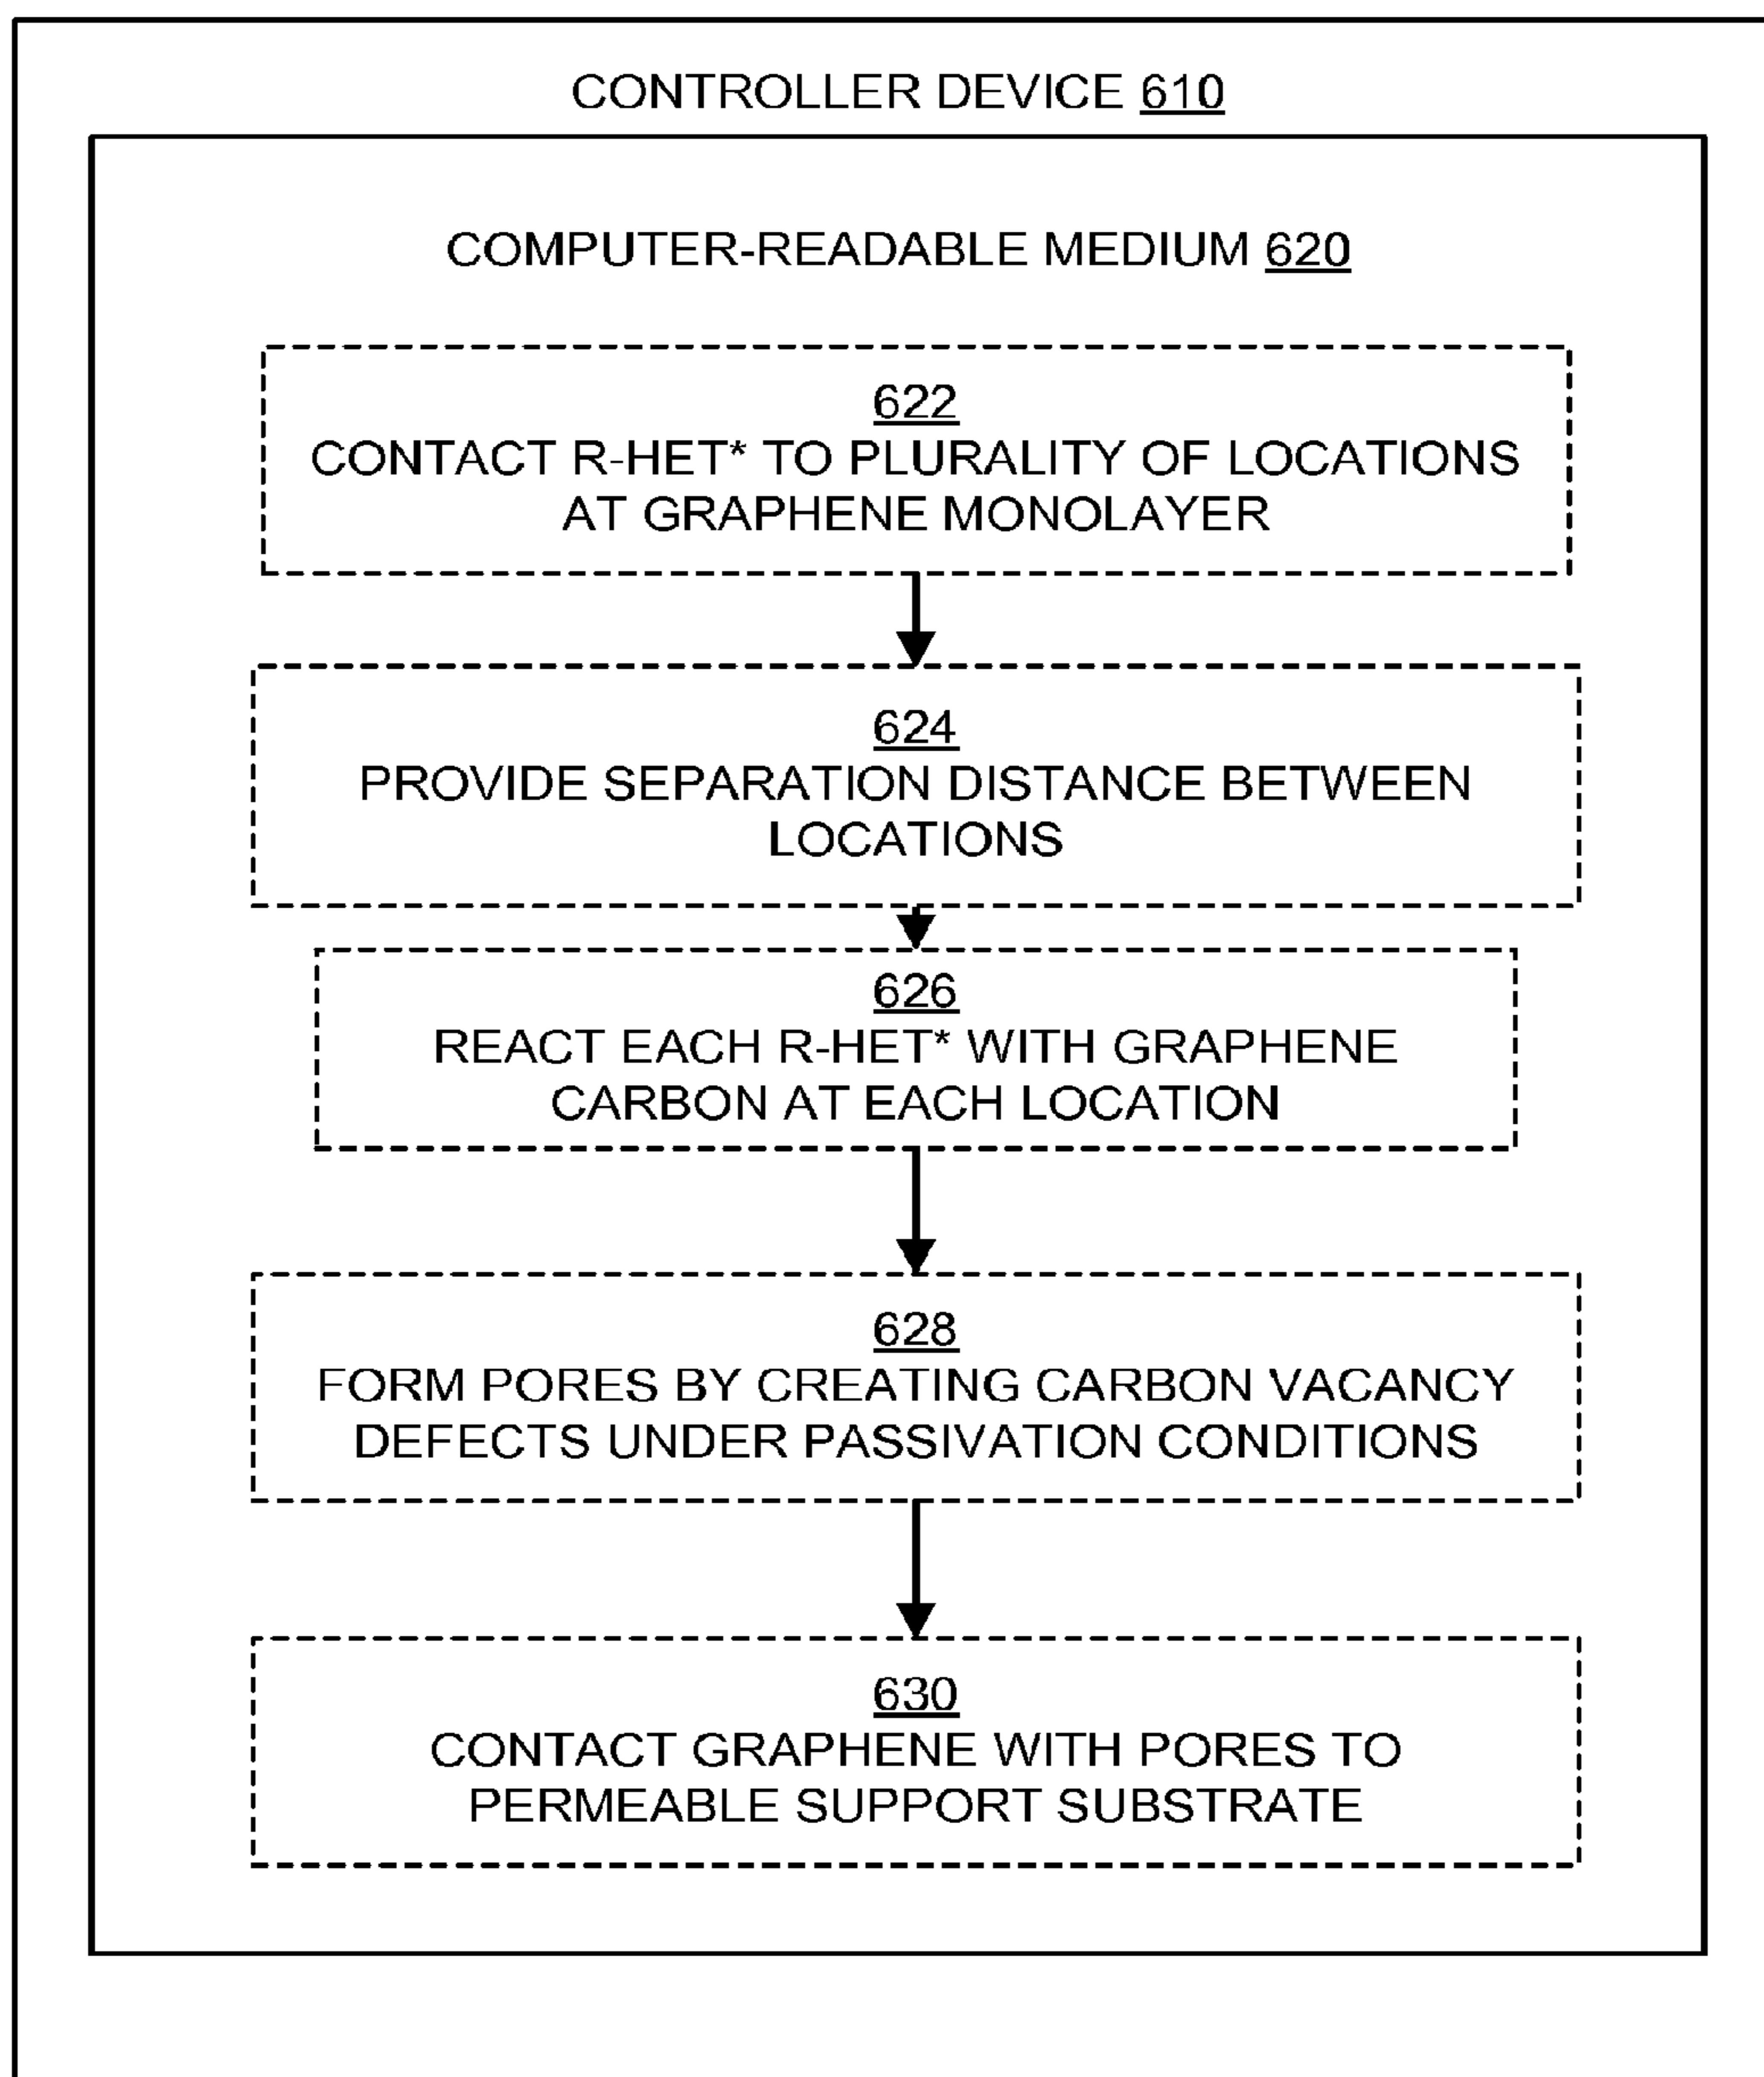 CONTROLLER DEVICE 610
COMPUTER-READABLE MEDIUM 620
622
CONTACT R-HET* TO PLURALITY OF LOCATIONS
AT GRAPHENE MONOLAYER
624
PROVIDE SEPARATION DISTANCE BETWEEN
LOCATIONS
626
REACT EACH R-HET* WITH GRAPHENE
CARBON AT EACH LOCATION
628
FORM PORES BY CREATING CARBON VACANCY
DEFECTS UNDER PASSIVATION CONDITIONS
630
CONTACT GRAPHENE WITH PORES TO
PERMEABLE SUPPORT SUBSTRATE